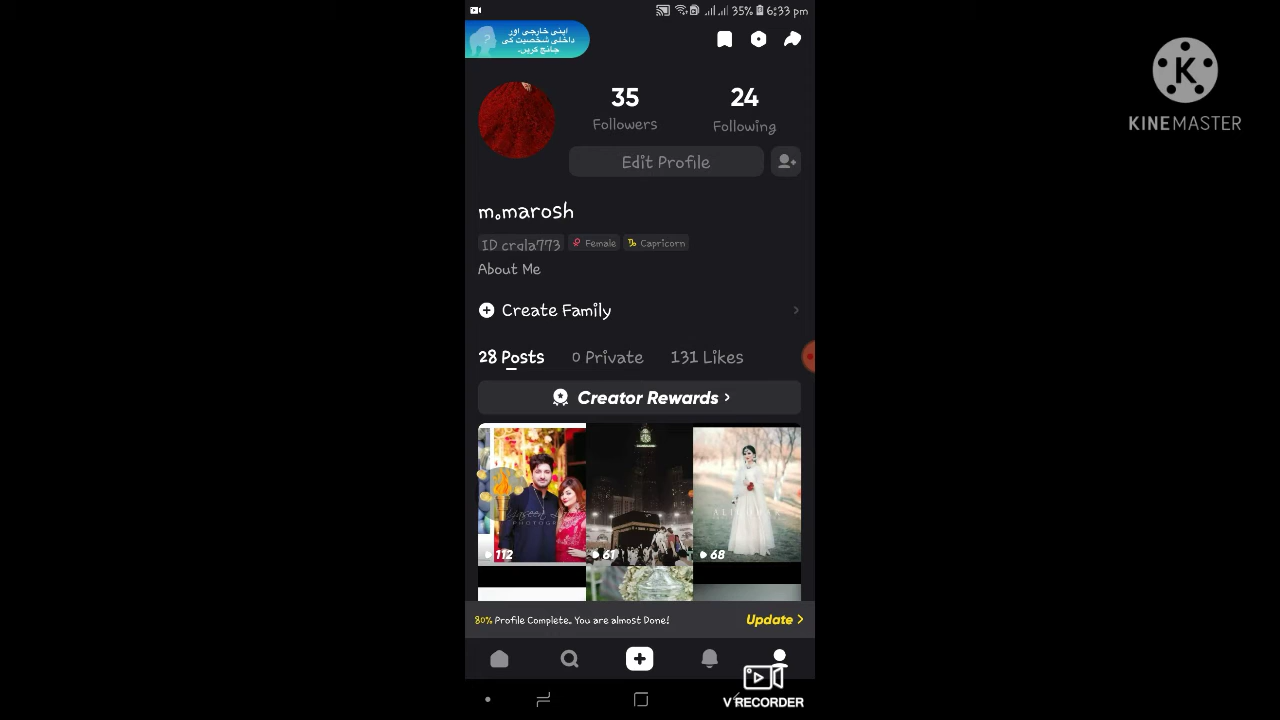 35% 6:33 pm
اپنی خارجی اور
داخلی شخصیت کی
جانچ کریں۔
KINEMASTER
35
24
Followers
Following
Edit Profile
m.marosh
ID crala773
Female
Capricorn
About Me
Create Family
28 Posts
0 Private
131 Likes
Creator Rewards
PHOTOGR
112
61
68
80% Profile Complete. You are almost Done!
Update
V RECORDER